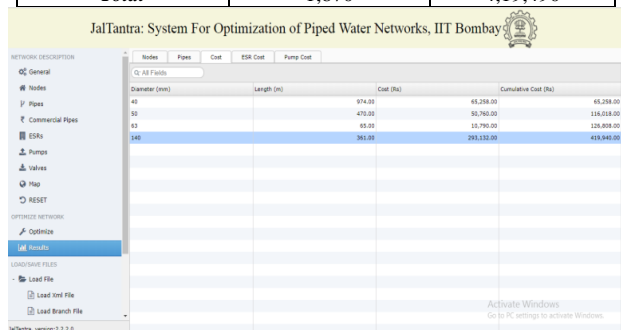 JalTantra: System For Optimization of Piped Water Networks, IIT Bombay
NETWORK DESCRIPTION
General
Nodes
Pipes
Commercial Pipes
ESRs
Pumps
Valves
Map
RESET
OPTIMIZE NETWORK
Optimize
Results
LOAD/SAVE FILES
Load File
Load Xml File
Load Branch File
JalTantra, version:2.2.2.0
Nodes Pipes Cost ESR Cost Pump Cost
All Fields
Diameter (mm) Length (m) Cost (Rs) Cumulative Cost (Rs)
40 974.00 65,258.00 65,258.00
50 470.00 50,760.00 116,018.00
63 65.00 10,790.00 126,808.00
140 361.00 293,132.00 419,940.00
Activate Windows
Go to PC settings to activate Windows.